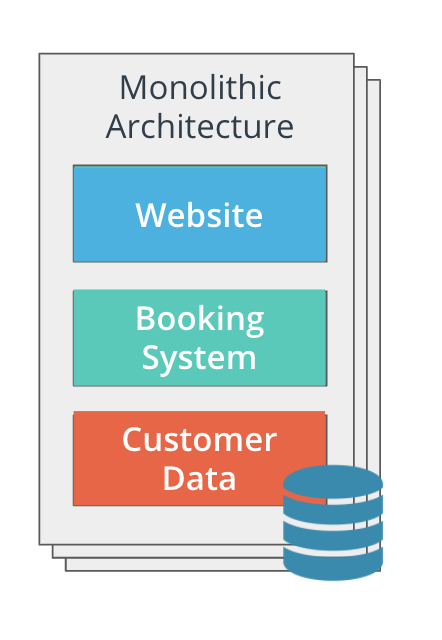 Monolithic
Architecture
Website
Booking
System
Customer
Data